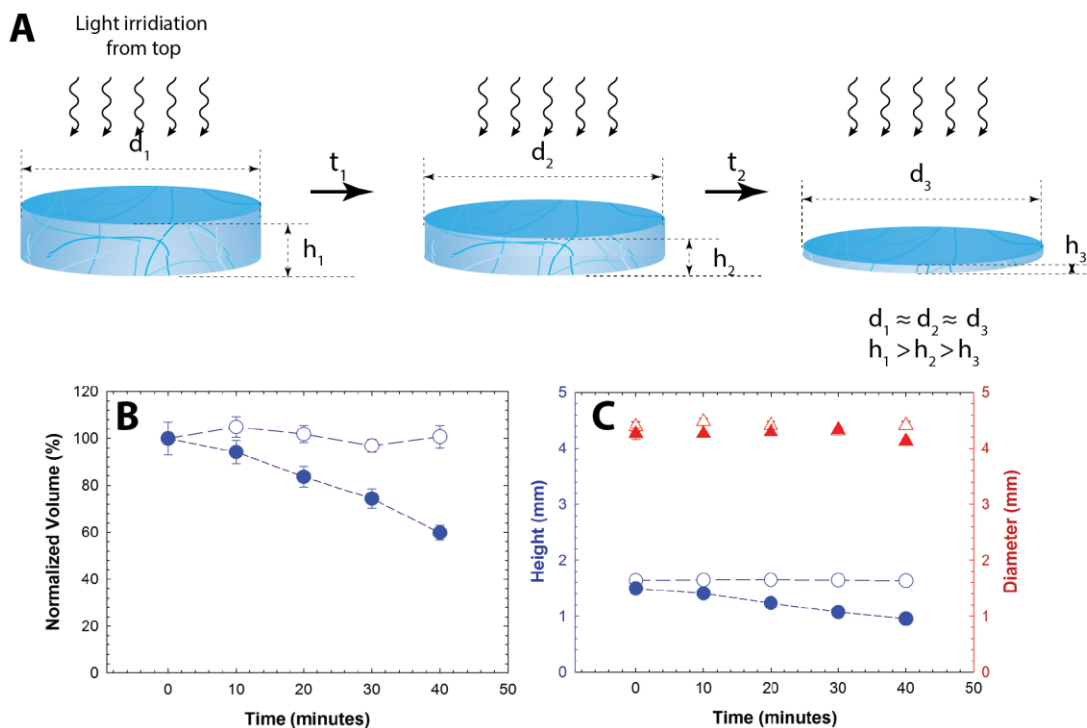 A
Light irridiation
from top
d1
t1
d2
t2
d3
h1
h2
h3
d1 ≈ d2 ≈ d3
h1 > h2 > h3
B
120
100
80
60
40
20
0
Normalized Volume (%)
0 10 20 30 40 50
Time (minutes)
C
5
4
3
2
1
0
Height (mm)
5
4
3
2
1
0
Diameter (mm)
0 10 20 30 40 50
Time (minutes)